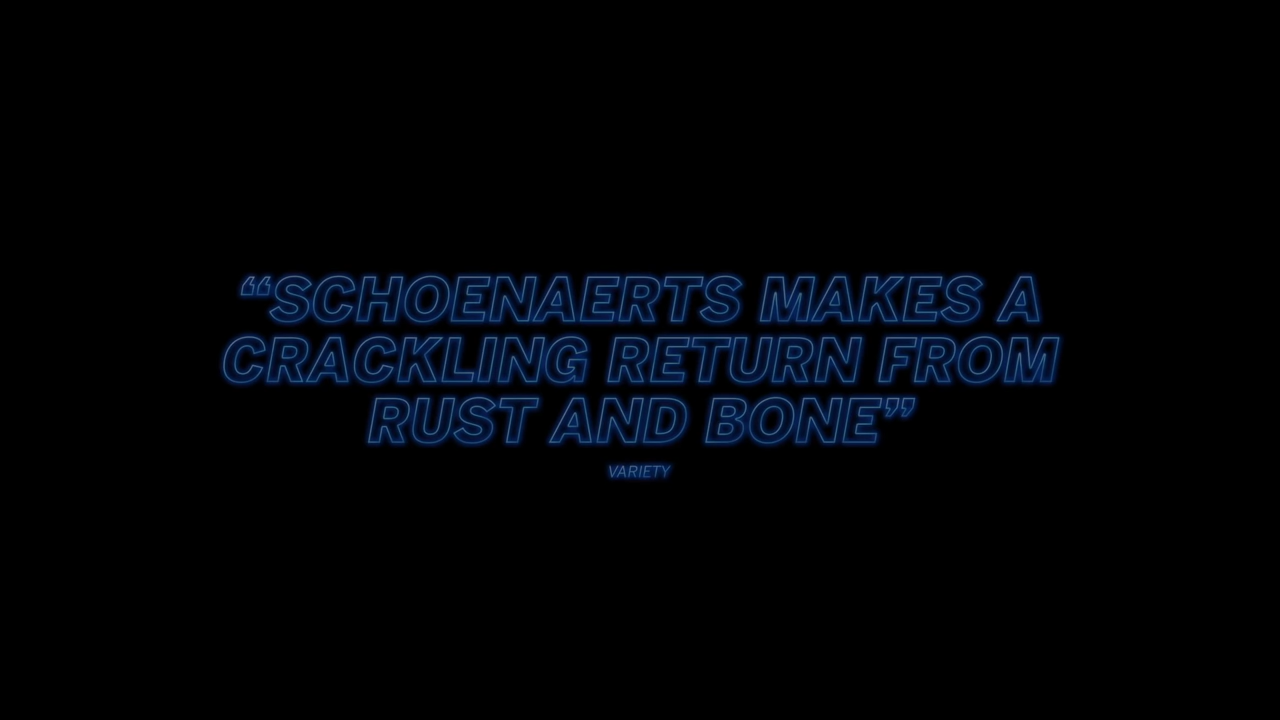 “SCHOENAERTS MAKES A
CRACKLING RETURN FROM
RUST AND BONE”
VARIETY